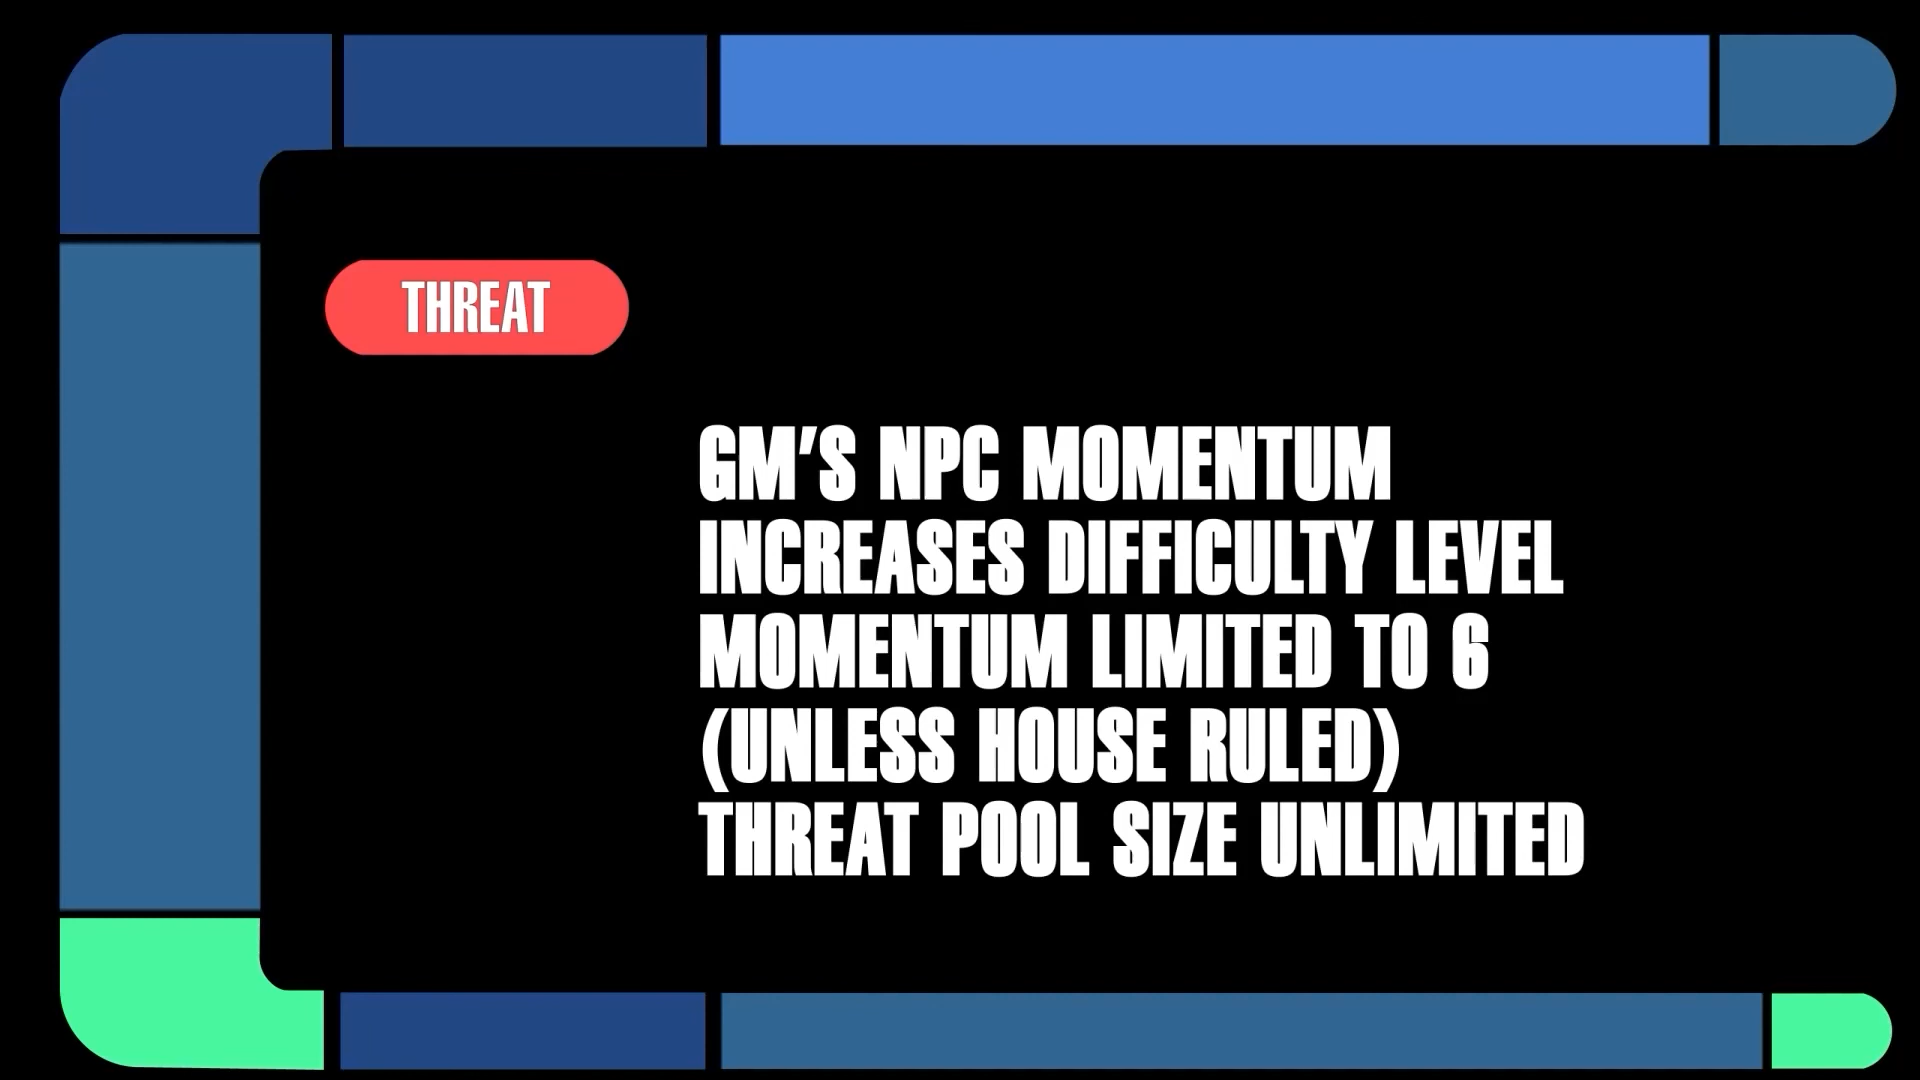 THREAT
GM'S NPC MOMENTUM
INCREASES DIFFICULTY LEVEL
MOMENTUM LIMITED TO 6
(UNLESS HOUSE RULED)
THREAT POOL SIZE UNLIMITED